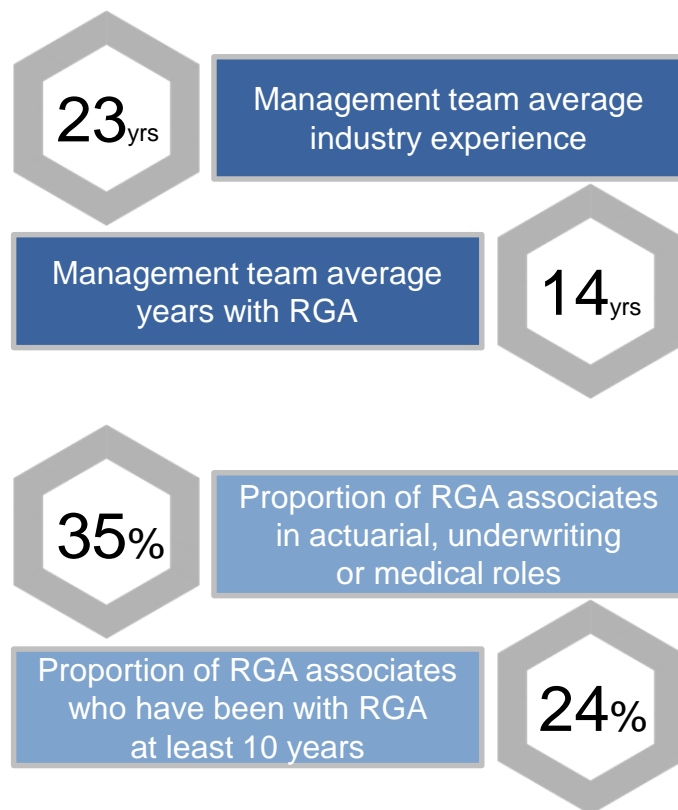 23yrs
Management team average
industry experience
Management team average
years with RGA
14yrs
35%
Proportion of RGA associates
in actuarial, underwriting
or medical roles
Proportion of RGA associates
who have been with RGA
at least 10 years
24%